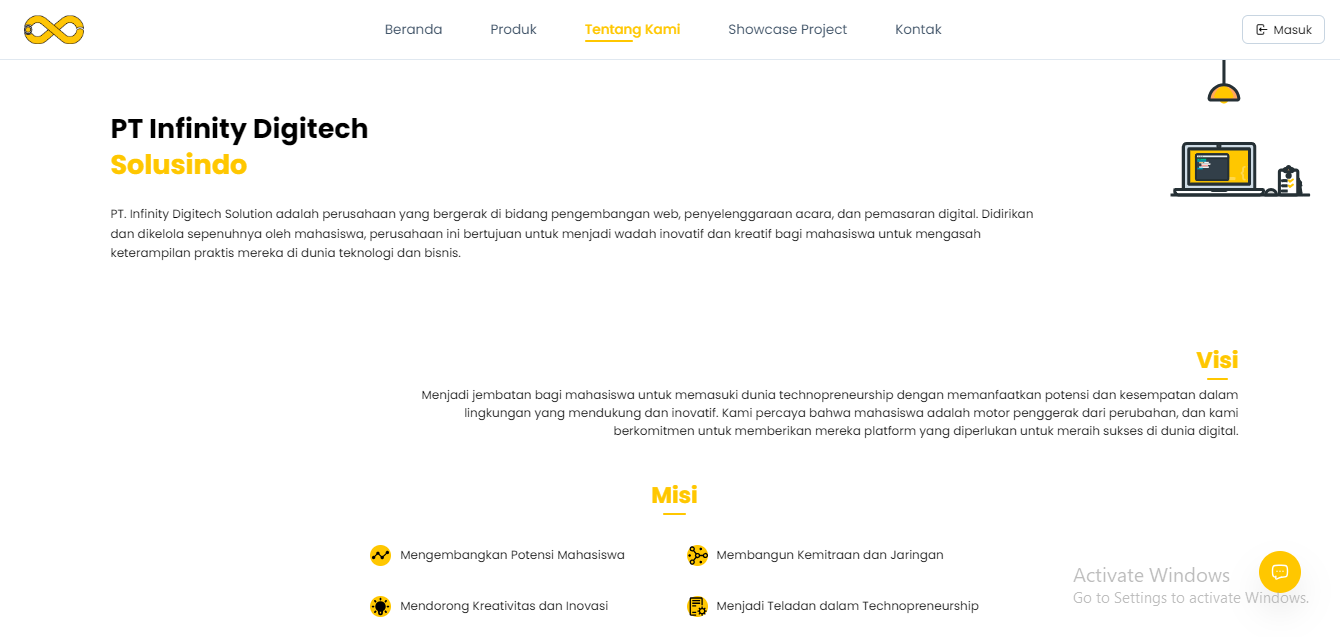 Beranda
Produk
Tentang Kami
Showcase Project
Kontak
Masuk
PT Infinity Digitech
Solusindo
PT. Infinity Digitech Solution adalah perusahaan yang bergerak di bidang pengembangan web, penyelenggaraan acara, dan pemasaran digital. Didirikan
dan dikelola sepenuhnya oleh mahasiswa, perusahaan ini bertujuan untuk menjadi wadah inovatif dan kreatif bagi mahasiswa untuk mengasah
keterampilan praktis mereka di dunia teknologi dan bisnis.
Visi
Menjadi jembatan bagi mahasiswa untuk memasuki dunia technopreneurship dengan memanfaatkan potensi dan kesempatan dalam
lingkungan yang mendukung dan inovatif. Kami percaya bahwa mahasiswa adalah motor penggerak dari perubahan, dan kami
berkomitmen untuk memberikan mereka platform yang diperlukan untuk meraih sukses di dunia digital.
Misi
Mengembangkan Potensi Mahasiswa
Membangun Kemitraan dan Jaringan
Mendorong Kreativitas dan Inovasi
Menjadi Teladan dalam Technopreneurship
Activate Windows
Go to Settings to activate Windows.